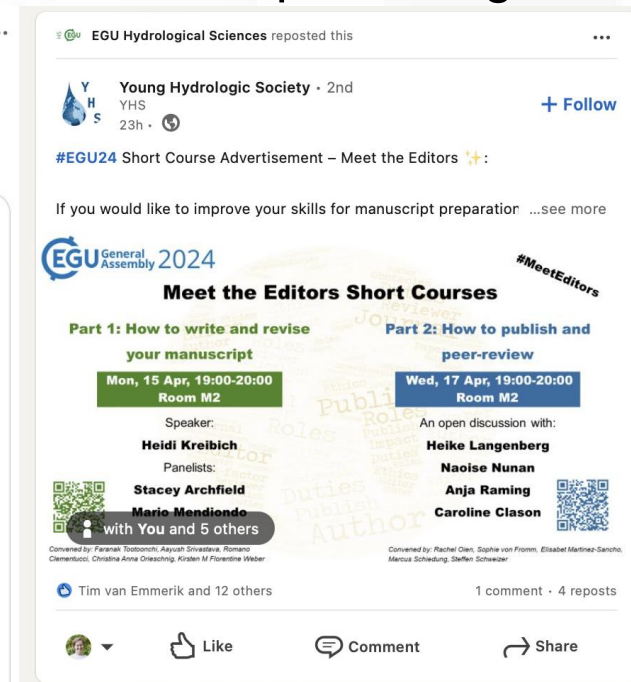 EGU Hydrological Sciences reposted this
Young Hydrologic Society • 2nd
YHS
23h •
+ Follow
Y
H
S
#EGU24 Short Course Advertisement – Meet the Editors ✨:
If you would like to improve your skills for manuscript preparation ...see more
EGU General Assembly 2024
#MeetEditors
Meet the Editors Short Courses
Part 1: How to write and revise
your manuscript
Mon, 15 Apr, 19:00-20:00
Room M2
Speaker:
Heidi Kreibich
Panelists:
Stacey Archfield
Mario Mendiondo
with You and 5 others
Convened by: Faranak Tootoonchi, Aayush Srivastava, Romano
Clementucci, Christina Anna Orieschnig, Kirsten M Florentine Weber
Part 2: How to publish and
peer-review
Wed, 17 Apr, 19:00-20:00
Room M2
An open discussion with:
Heike Langenberg
Naoise Nunan
Anja Raming
Caroline Clason
Convened by: Rachel Oien, Sophie von Fromm, Elisabet Martinez-Sancho,
Marcus Schiedung, Steffen Schweizer
Reviewer
Publi
Roles
Roles
Duties
Publish
Author
Tim van Emmerik and 12 others
1 comment • 4 reposts
Like
Comment
Share